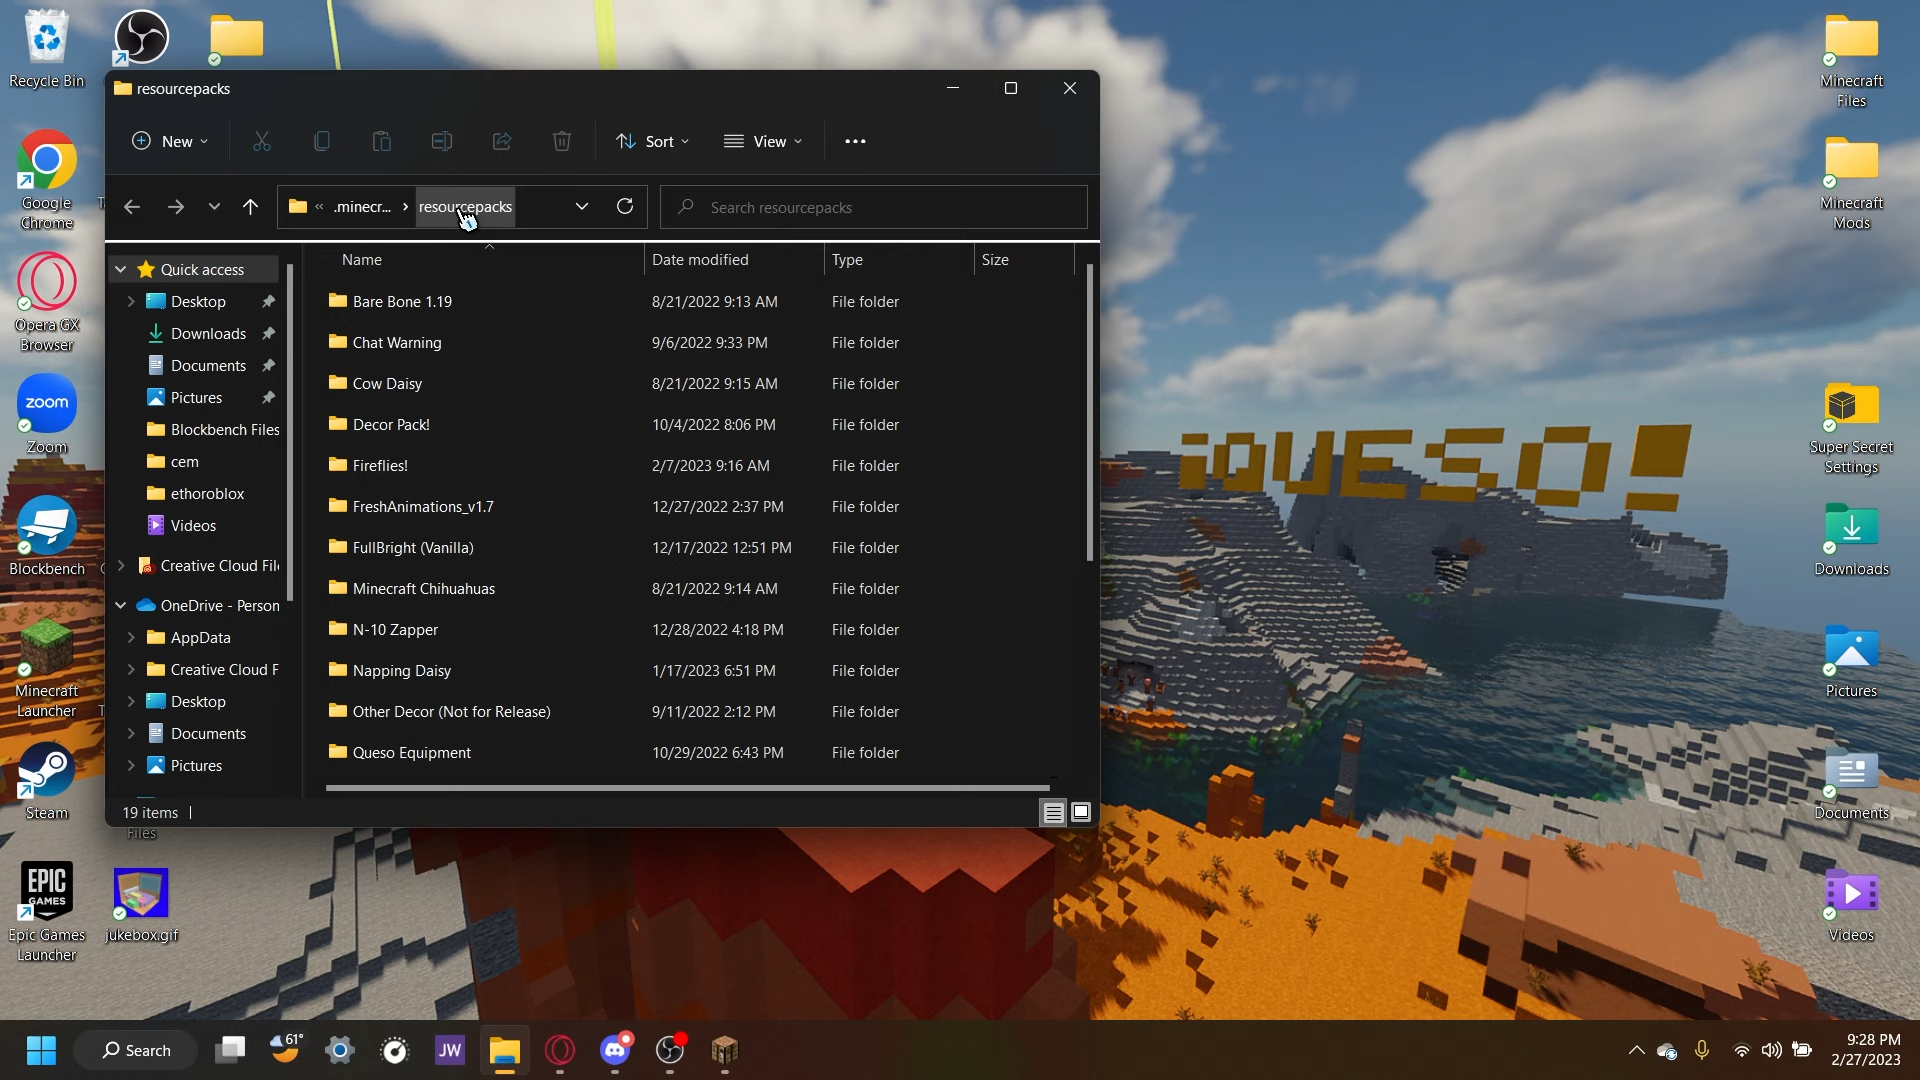 Recycle Bin
Google
Chrome
Opera GX
Browser
zoom
Zoom
Blockbench
Minecraft
Launcher
Steam
EPIC
GAMES
Epic Games
Launcher
Files
jukebox.gif
resourcepacks
New
Sort
View
« .minecr... > resourcepacks
Search resourcepacks
Quick access
Desktop
Downloads
Documents
Pictures
Blockbench Files
cem
ethoroblox
Videos
Creative Cloud File
OneDrive - Person
AppData
Creative Cloud F
Desktop
Documents
Pictures
Name Date modified Type Size
Bare Bone 1.19 8/21/2022 9:13 AM File folder
Chat Warning 9/6/2022 9:33 PM File folder
Cow Daisy 8/21/2022 9:15 AM File folder
Decor Pack! 10/4/2022 8:06 PM File folder
Fireflies! 2/7/2023 9:16 AM File folder
FreshAnimations_v1.7 12/27/2022 2:37 PM File folder
FullBright (Vanilla) 12/17/2022 12:51 PM File folder
Minecraft Chihuahuas 8/21/2022 9:14 AM File folder
N-10 Zapper 12/28/2022 4:18 PM File folder
Napping Daisy 1/17/2023 6:51 PM File folder
Other Decor (Not for Release) 9/11/2022 2:12 PM File folder
Queso Equipment 10/29/2022 6:43 PM File folder
19 items
¡QUESO!
Minecraft
Files
Minecraft
Mods
Super Secret
Settings
Downloads
Pictures
Documents
Videos
Search
61°
JW
9:28 PM
2/27/2023